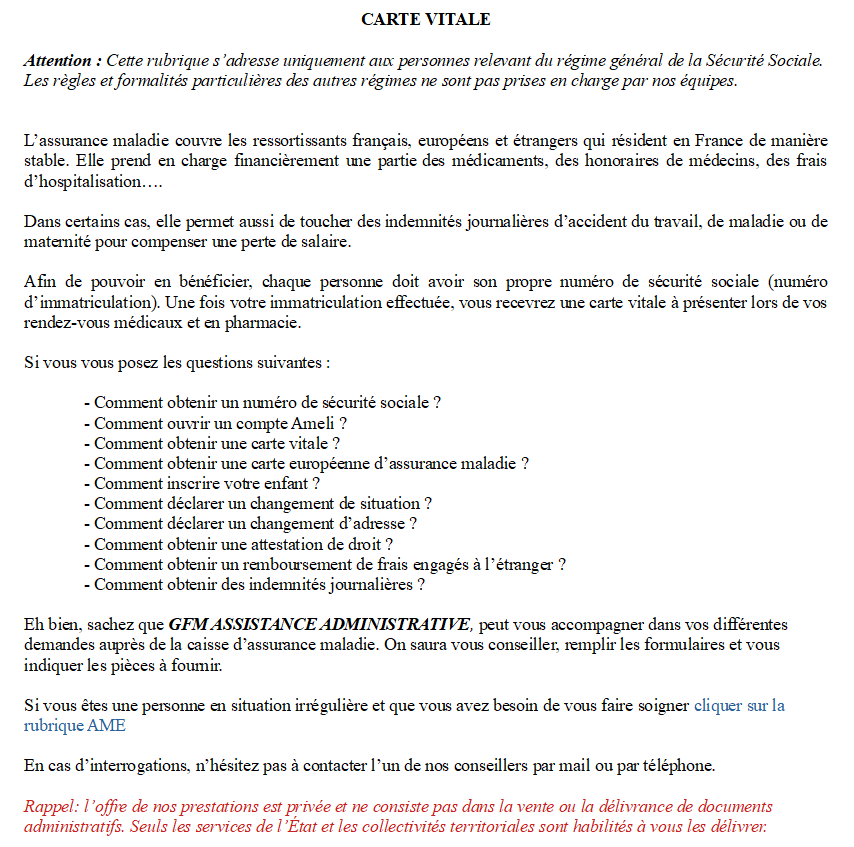 CARTE VITALE
Attention : Cette rubrique s’adresse uniquement aux personnes relevant du régime général de la Sécurité Sociale.
Les règles et formalités particulières des autres régimes ne sont pas prises en charge par nos équipes.
L’assurance maladie couvre les ressortissants français, européens et étrangers qui résident en France de manière
stable. Elle prend en charge financièrement une partie des médicaments, des honoraires de médecins, des frais
d’hospitalisation….
Dans certains cas, elle permet aussi de toucher des indemnités journalières d’accident du travail, de maladie ou de
maternité pour compenser une perte de salaire.
Afin de pouvoir en bénéficier, chaque personne doit avoir son propre numéro de sécurité sociale (numéro
d’immatriculation). Une fois votre immatriculation effectuée, vous recevrez une carte vitale à présenter lors de vos
rendez-vous médicaux et en pharmacie.
Si vous vous posez les questions suivantes :
- Comment obtenir un numéro de sécurité sociale ?
- Comment ouvrir un compte Ameli ?
- Comment obtenir une carte vitale ?
- Comment obtenir une carte européenne d’assurance maladie ?
- Comment inscrire votre enfant ?
- Comment déclarer un changement de situation ?
- Comment déclarer un changement d’adresse ?
- Comment obtenir une attestation de droit ?
- Comment obtenir un remboursement de frais engagés à l’étranger ?
- Comment obtenir des indemnités journalières ?
Eh bien, sachez que GFM ASSISTANCE ADMINISTRATIVE, peut vous accompagner dans vos différentes
demandes auprès de la caisse d’assurance maladie. On saura vous conseiller, remplir les formulaires et vous
indiquer les pièces à fournir.
Si vous êtes une personne en situation irrégulière et que vous avez besoin de vous faire soigner cliquer sur la
rubrique AME
En cas d’interrogations, n’hésitez pas à contacter l’un de nos conseillers par mail ou par téléphone.
Rappel: l’offre de nos prestations est privée et ne consiste pas dans la vente ou la délivrance de documents
administratifs. Seuls les services de l’État et les collectivités territoriales sont habilités à vous les délivrer.